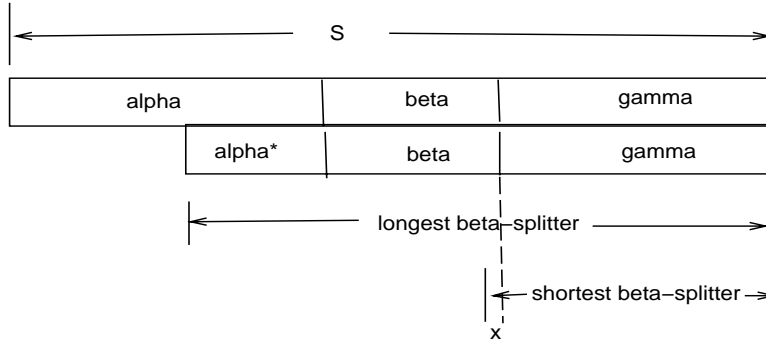 S
alpha beta gamma
alpha* beta gamma
longest beta–splitter
shortest beta–splitter
x